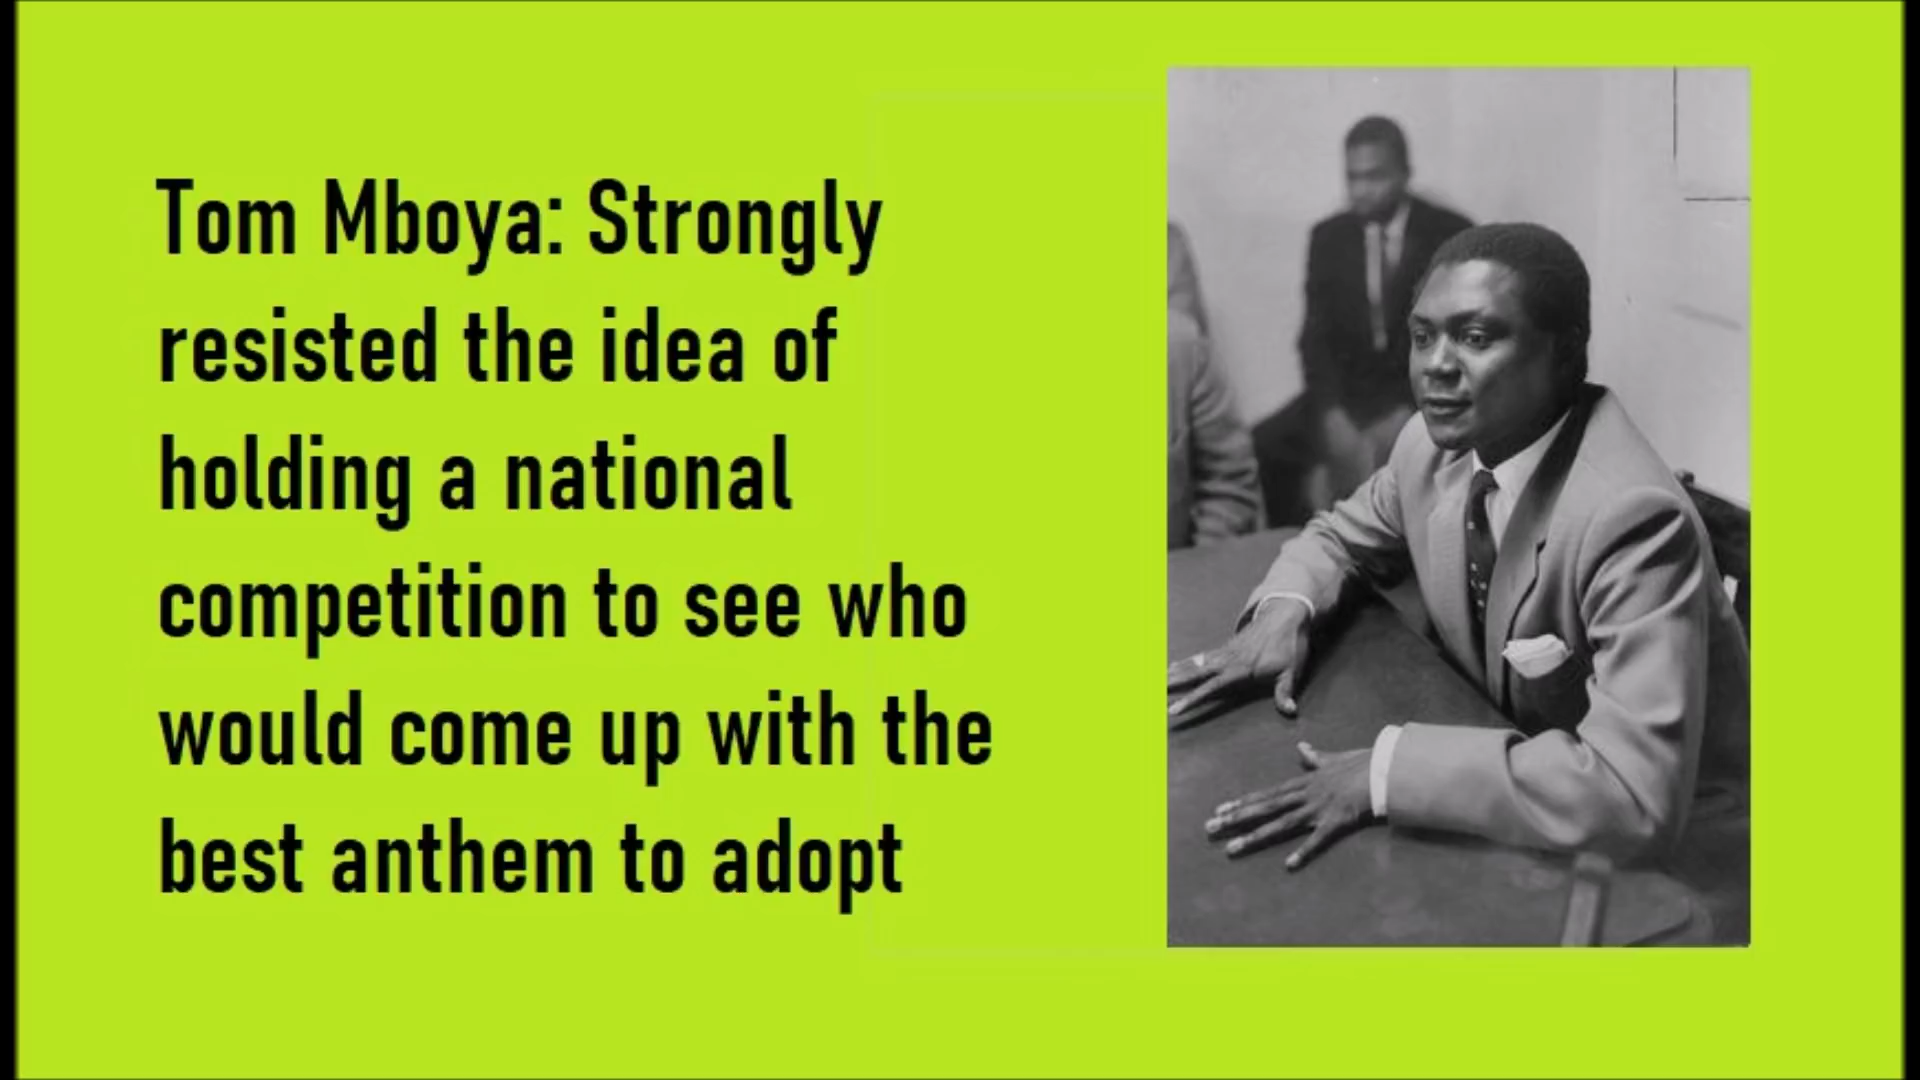 Tom Mboya: Strongly
resisted the idea of
holding a national
competition to see who
would come up with the
best anthem to adopt